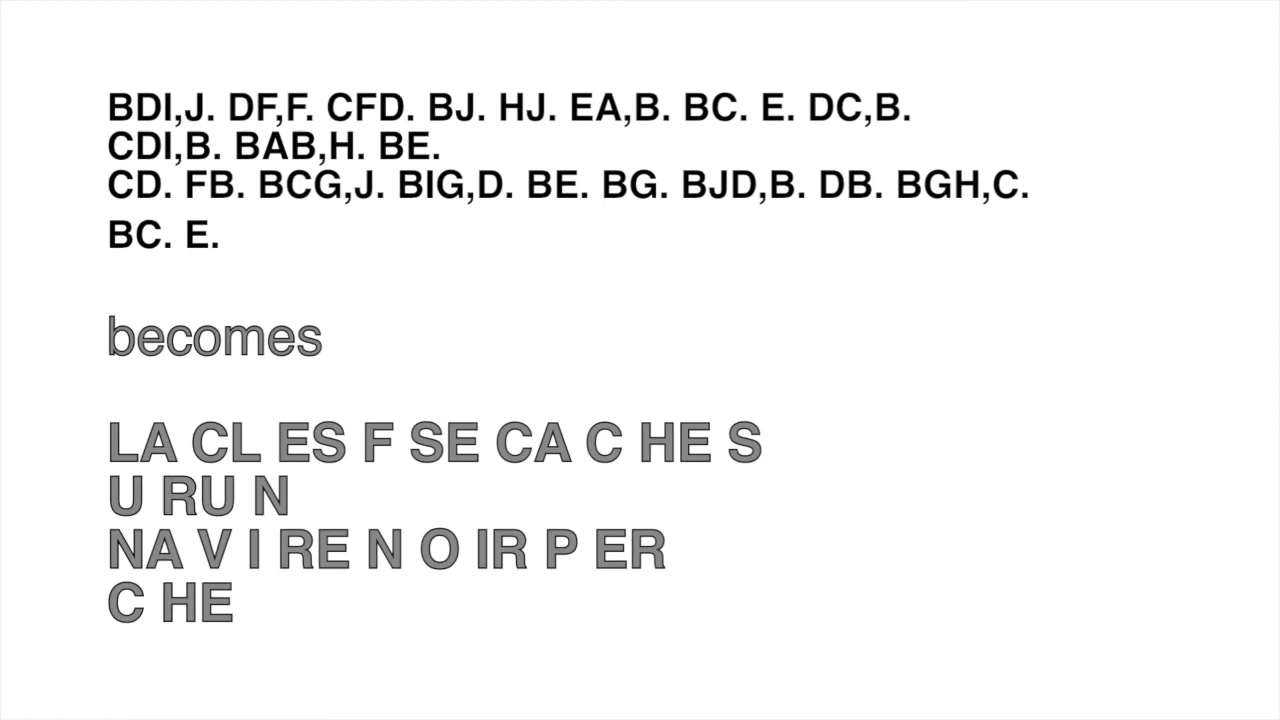 BDI,J. DF,F. CFD. BJ. HJ. EA,B. BC. E. DC,B.
CDI,B. BAB,H. BE.
CD. FB. BCG,J. BIG,D. BE. BG. BJD,B. DB. BGH,C.
BC. E.
becomes
LA CL ES F SE CA C HE S
U RU N
NA V I RE N O IR P ER
C HE